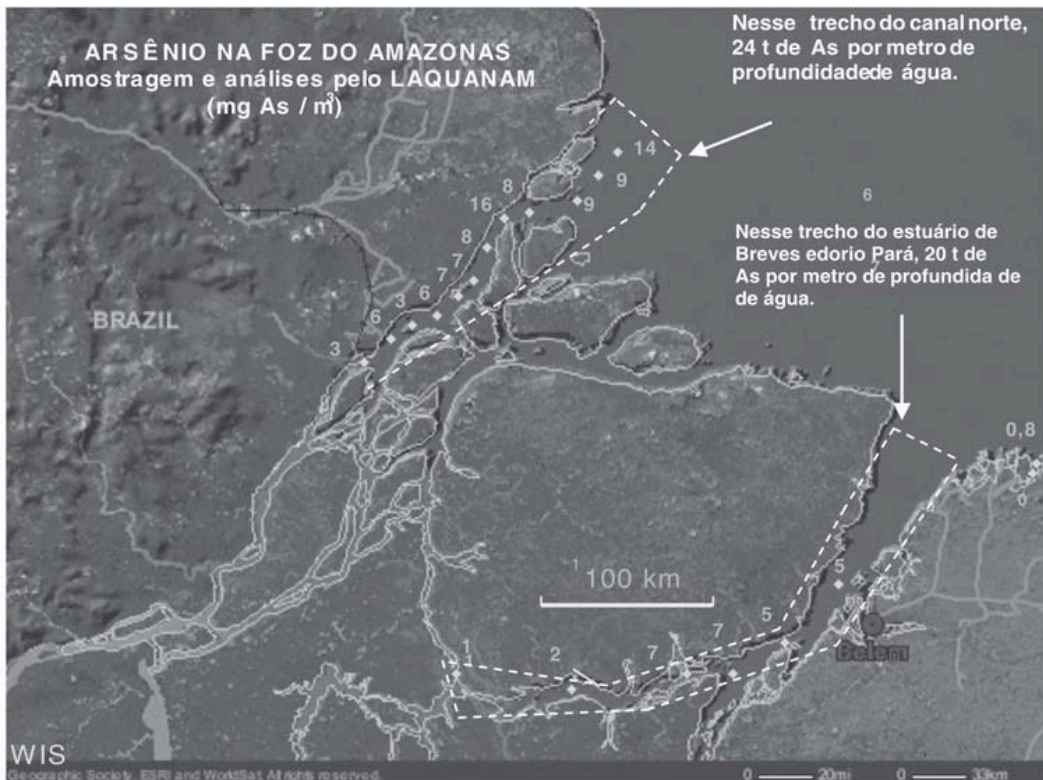 ARSÊNIO NA FOZ DO AMAZONAS
Amostragem e análises pelo LAQUANAM
(mg As / m³)
Nesse trecho do canal norte,
24 t de As por metro de
profundidadede água.
14
9
8
9
16
6
8
7
7
6
3
6
3
Nesse trecho do estuário de
Breves edorio Pará, 20 t de
As por metro de profundida de
de água.
BRAZIL
0,8
0
1
100 km
5
5
7
7
2
1
Belem
WIS
Geographic Society, ESRI and WorldSat. All rights reserved.
0 20mi 0 30km